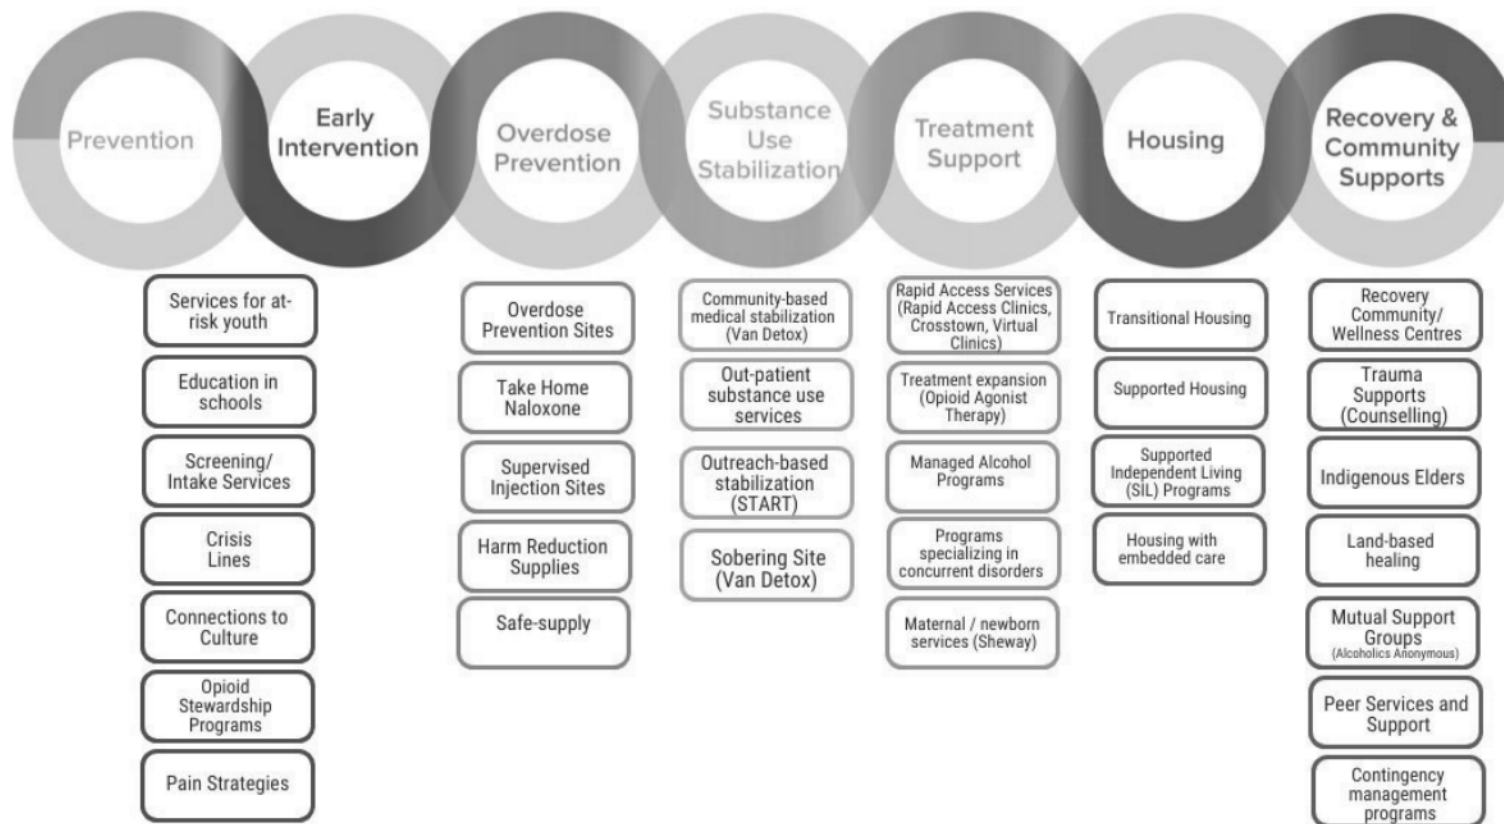 Prevention
Early
Intervention
Overdose
Prevention
Substance
Use
Stabilization
Treatment
Support
Housing
Recovery &
Community
Supports
Services for at-
risk youth
Education in
schools
Screening/
Intake Services
Crisis
Lines
Connections to
Culture
Opioid
Stewardship
Programs
Pain Strategies
Overdose
Prevention Sites
Take Home
Naloxone
Supervised
Injection Sites
Harm Reduction
Supplies
Safe-supply
Community-based
medical stabilization
(Van Detox)
Out-patient
substance use
services
Outreach-based
stabilization
(START)
Sobering Site
(Van Detox)
Rapid Access Services
(Rapid Access Clinics,
Crosstown, Virtual
Clinics)
Treatment expansion
(Opioid Agonist
Therapy)
Managed Alcohol
Programs
Programs
specializing in
concurrent disorders
Maternal / newborn
services (Sheway)
Transitional Housing
Supported Housing
Supported
Independent Living
(SIL) Programs
Housing with
embedded care
Recovery
Community/
Wellness Centres
Trauma
Supports
(Counselling)
Indigenous Elders
Land-based
healing
Mutual Support
Groups
(Alcoholics Anonymous)
Peer Services and
Support
Contingency
management
programs